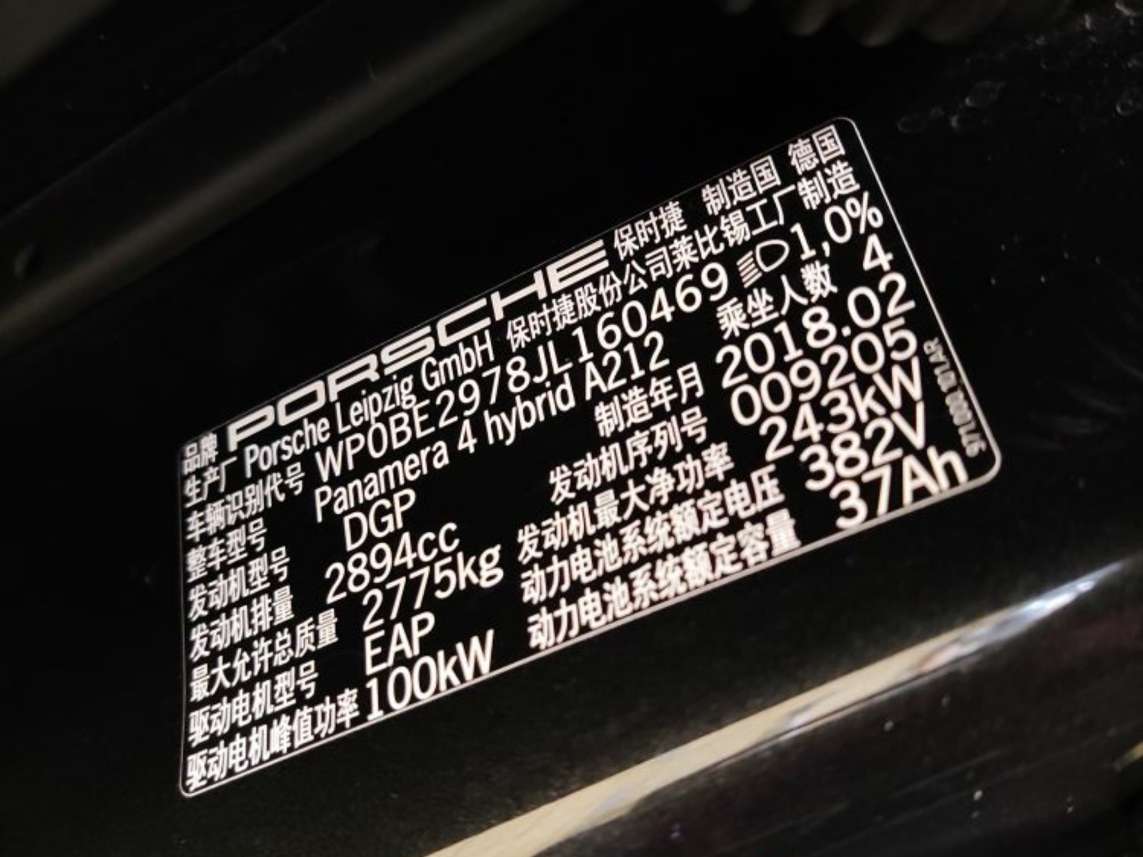 品牌 PORSCHE 保时捷 制造国 德国
生产厂 Porsche Leipzig GmbH 保时捷股份公司莱比锡工厂制造
车辆识别代号 WP0BE2978JL160469 1,0%
整车型号 Panamera 4 hybrid A212 乘坐人数 4
发动机型号 DGP 制造年月 2018.02
发动机排量 2894cc 发动机序列号 009205
最大允许总质量 2775kg 发动机最大净功率 243kW
驱动电机型号 EAP 动力电池系统额定电压 382V
驱动电机峰值功率 100kW 动力电池系统额定容量 37Ah